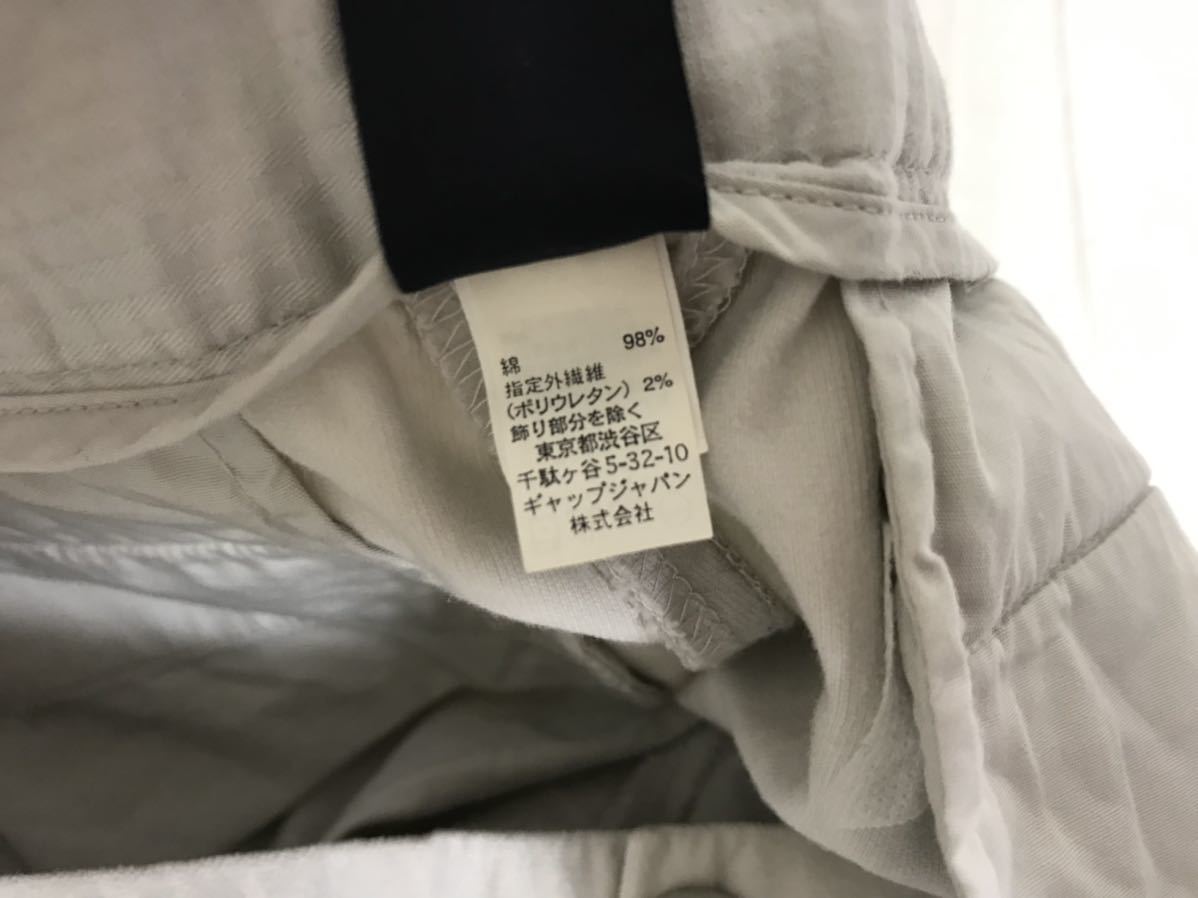 綿 98%
指定外繊維
(ポリウレタン) 2%
飾り部分を除く
東京都渋谷区
千駄ヶ谷5-32-10
ギャップジャパン
株式会社